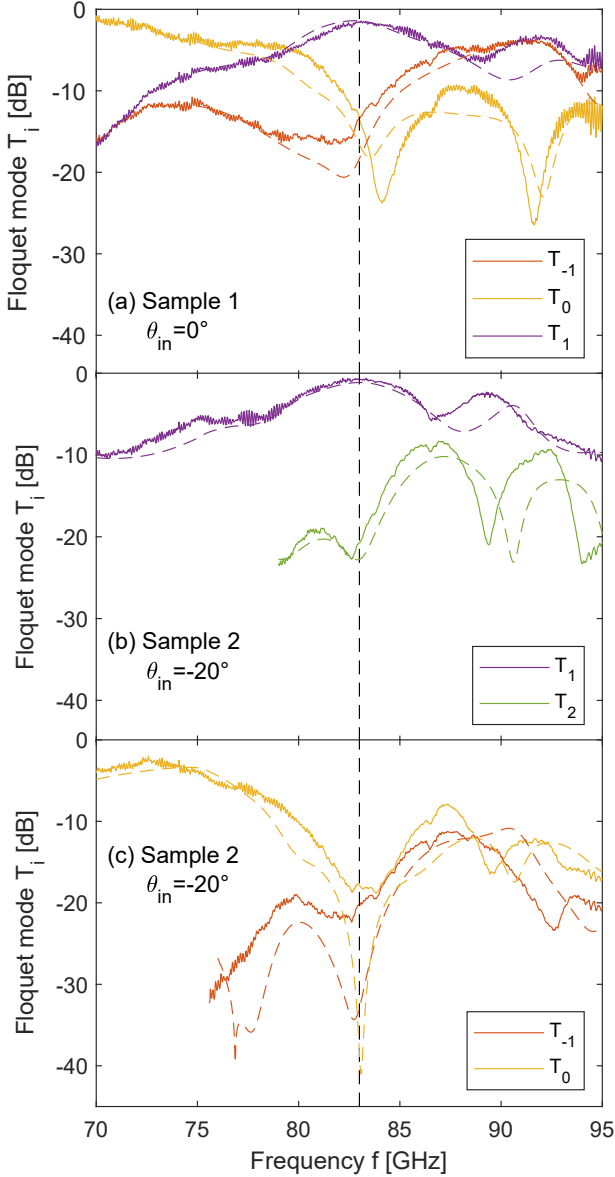 0
-10
-20
-30
-40
Floquet mode T_i [dB]
(a) Sample 1
θ_in=0°
T_-1
T_0
T_1
0
-10
-20
-30
-40
Floquet mode T_i [dB]
(b) Sample 2
θ_in=-20°
T_1
T_2
0
-10
-20
-30
-40
Floquet mode T_i [dB]
(c) Sample 2
θ_in=-20°
T_-1
T_0
70 75 80 85 90 95
Frequency f [GHz]